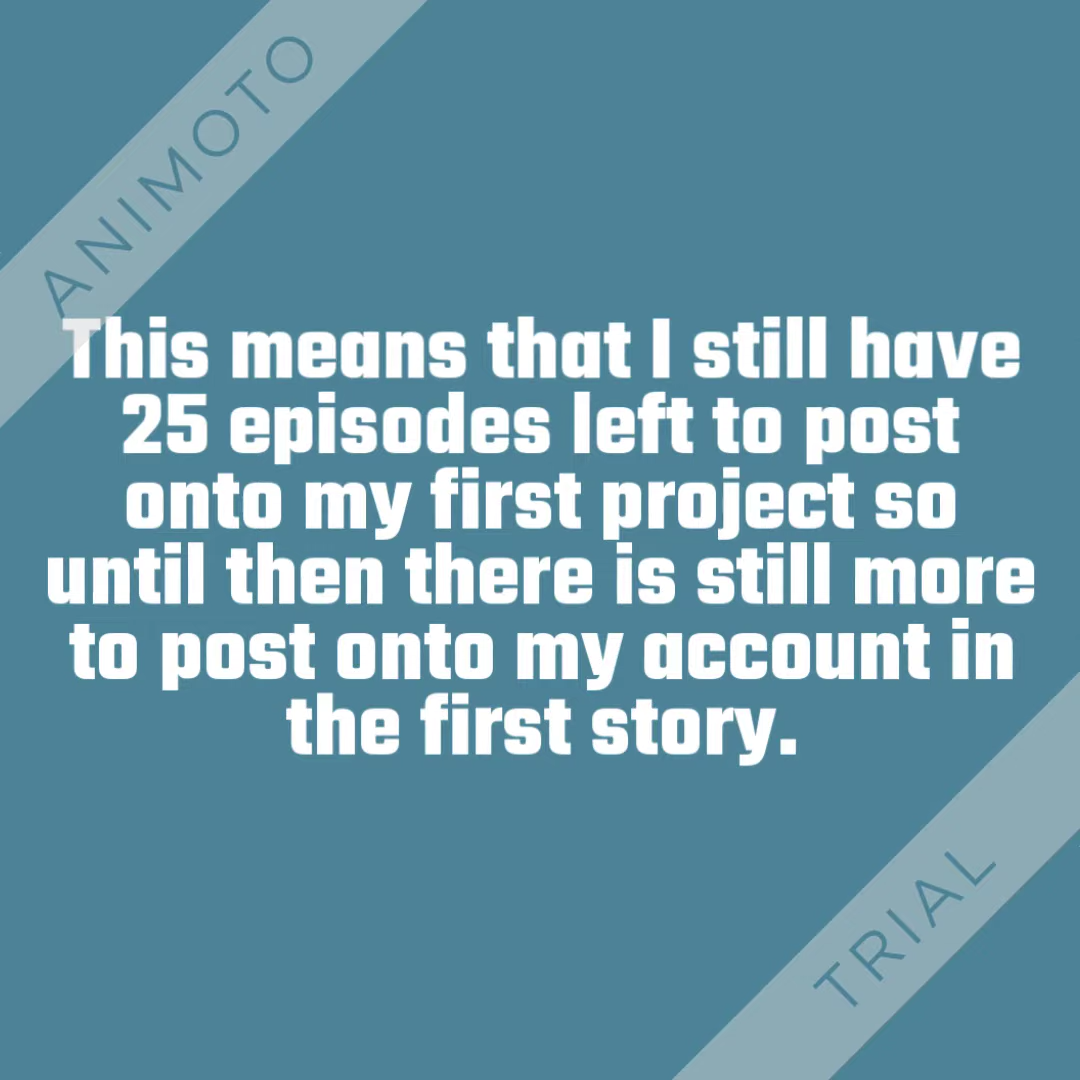 ANIMOTO
This means that I still have
25 episodes left to post
onto my first project so
until then there is still more
to post onto my account in
the first story.
TRIAL